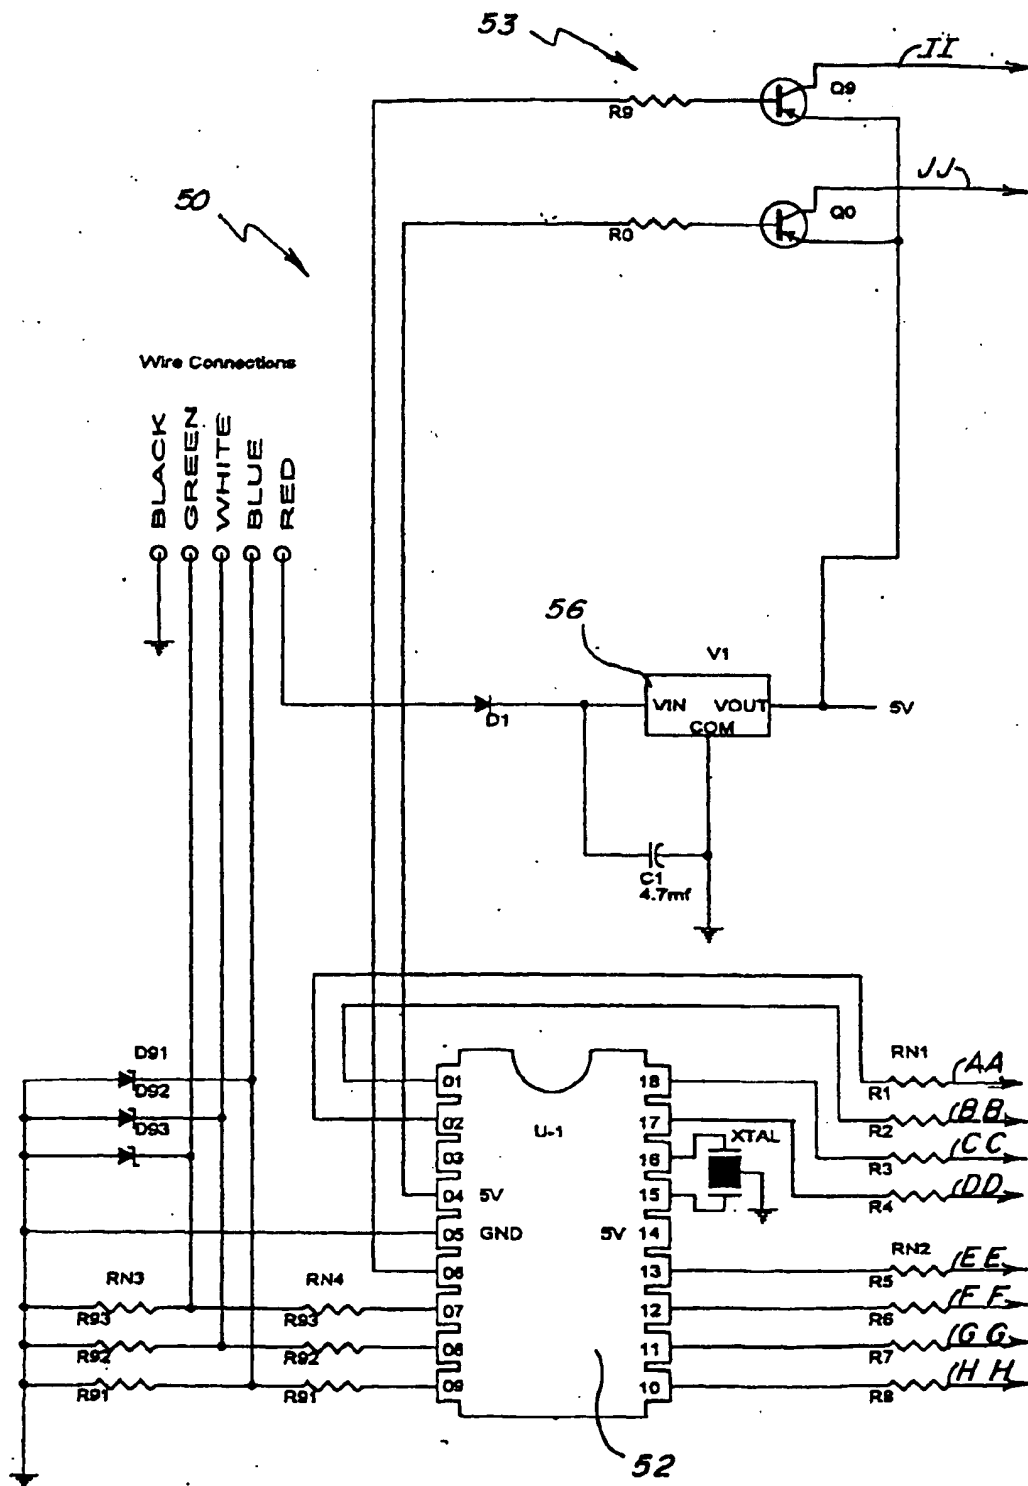 53
II
Q9
R9
JJ
50
Q0
R0
Wire Connections
BLACK
GREEN
WHITE
BLUE
RED
56
V1
VIN VOUT
COM
5V
D1
C1
4.7mf
D91
D92
D93
RN1
AA
R1
BB
R2
CC
R3
DD
R4
01
02
03
04
05
06
07
08
09
18
17
16
15
14
13
12
11
10
U-1
XTAL
5V
GND
5V
RN2
EE
R5
FF
R6
GG
R7
HH
R8
RN3
RN4
R93
R93
R92
R92
R91
R91
52